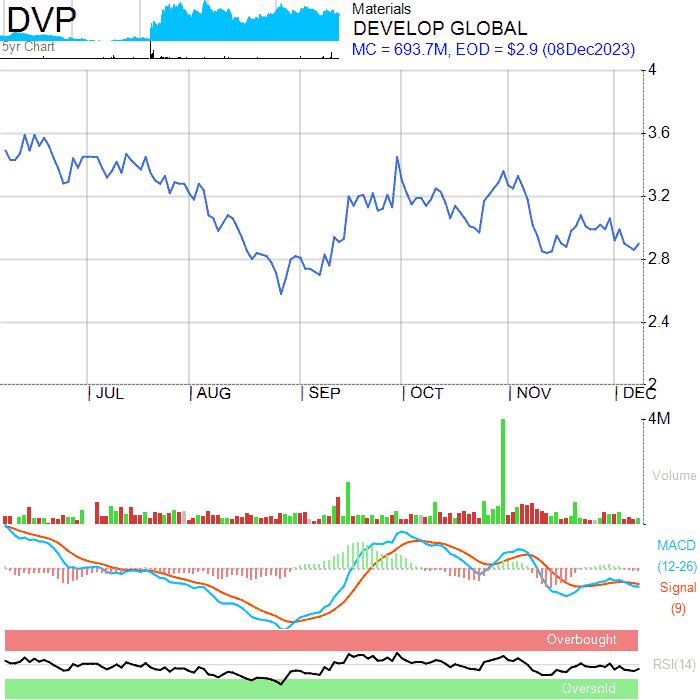 DVP
5yr Chart
Materials
DEVELOP GLOBAL
MC = 693.7M, EOD = $2.9 (08Dec2023)
4
3.6
3.2
2.8
2.4
2
JUL
AUG
SEP
OCT
NOV
DEC
4M
Volume
MACD
(12-26)
Signal
(9)
Overbought
RSI(14)
Oversold